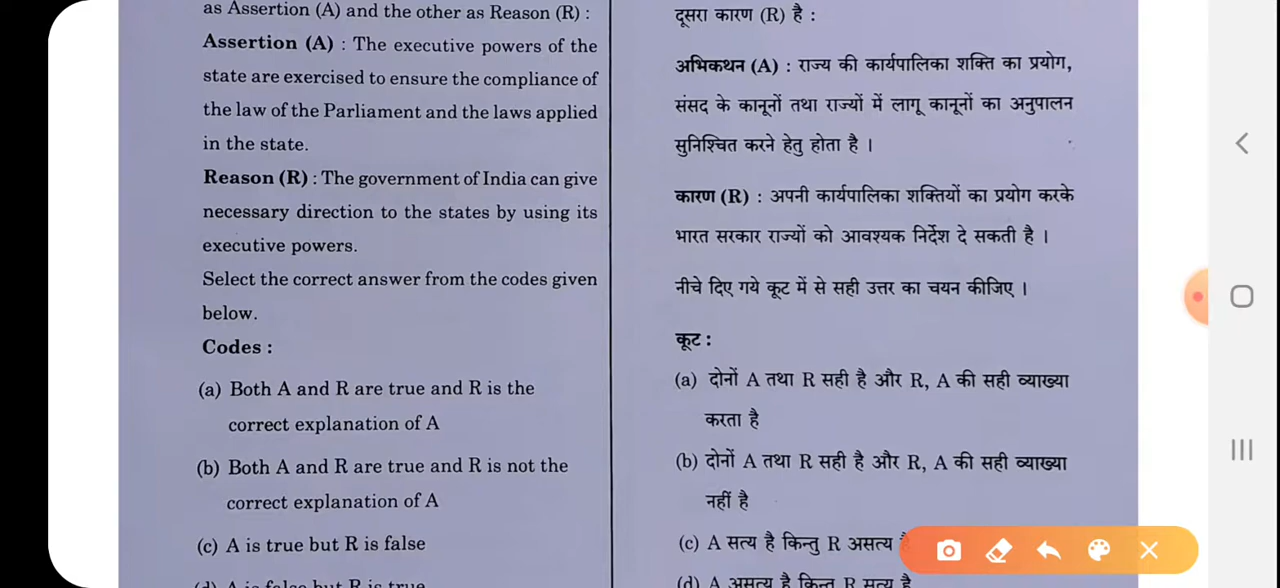 as Assertion (A) and the other as Reason (R) :
Assertion (A) : The executive powers of the
state are exercised to ensure the compliance of
the law of the Parliament and the laws applied
in the state.
Reason (R) : The government of India can give
necessary direction to the states by using its
executive powers.
Select the correct answer from the codes given
below.
Codes :
(a) Both A and R are true and R is the
correct explanation of A
(b) Both A and R are true and R is not the
correct explanation of A
(c) A is true but R is false
(d) A is false but R is true
दूसरा कारण (R) है :
अभिकथन (A) : राज्य की कार्यपालिका शक्ति का प्रयोग,
संसद के कानूनों तथा राज्यों में लागू कानूनों का अनुपालन
सुनिश्चित करने हेतु होता है ।
कारण (R) : अपनी कार्यपालिका शक्तियों का प्रयोग करके
भारत सरकार राज्यों को आवश्यक निर्देश दे सकती है ।
नीचे दिए गये कूट में से सही उत्तर का चयन कीजिए ।
कूट :
(a) दोनों A तथा R सही है और R, A की सही व्याख्या
करता है
(b) दोनों A तथा R सही है और R, A की सही व्याख्या
नहीं है
(c) A सत्य है किन्तु R असत्य है
(d) A असत्य है किन्तु R सत्य है